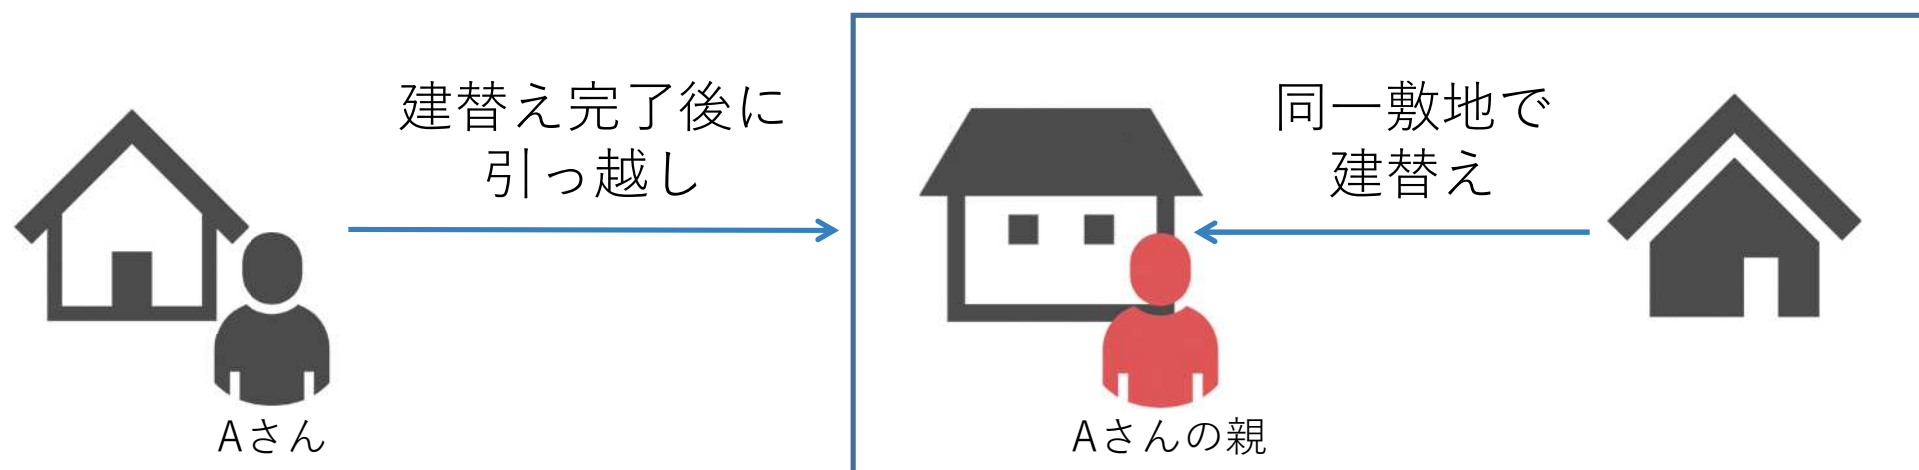 建替え完了後に
引っ越し
同一敷地で
建替え
Aさん
Aさんの親